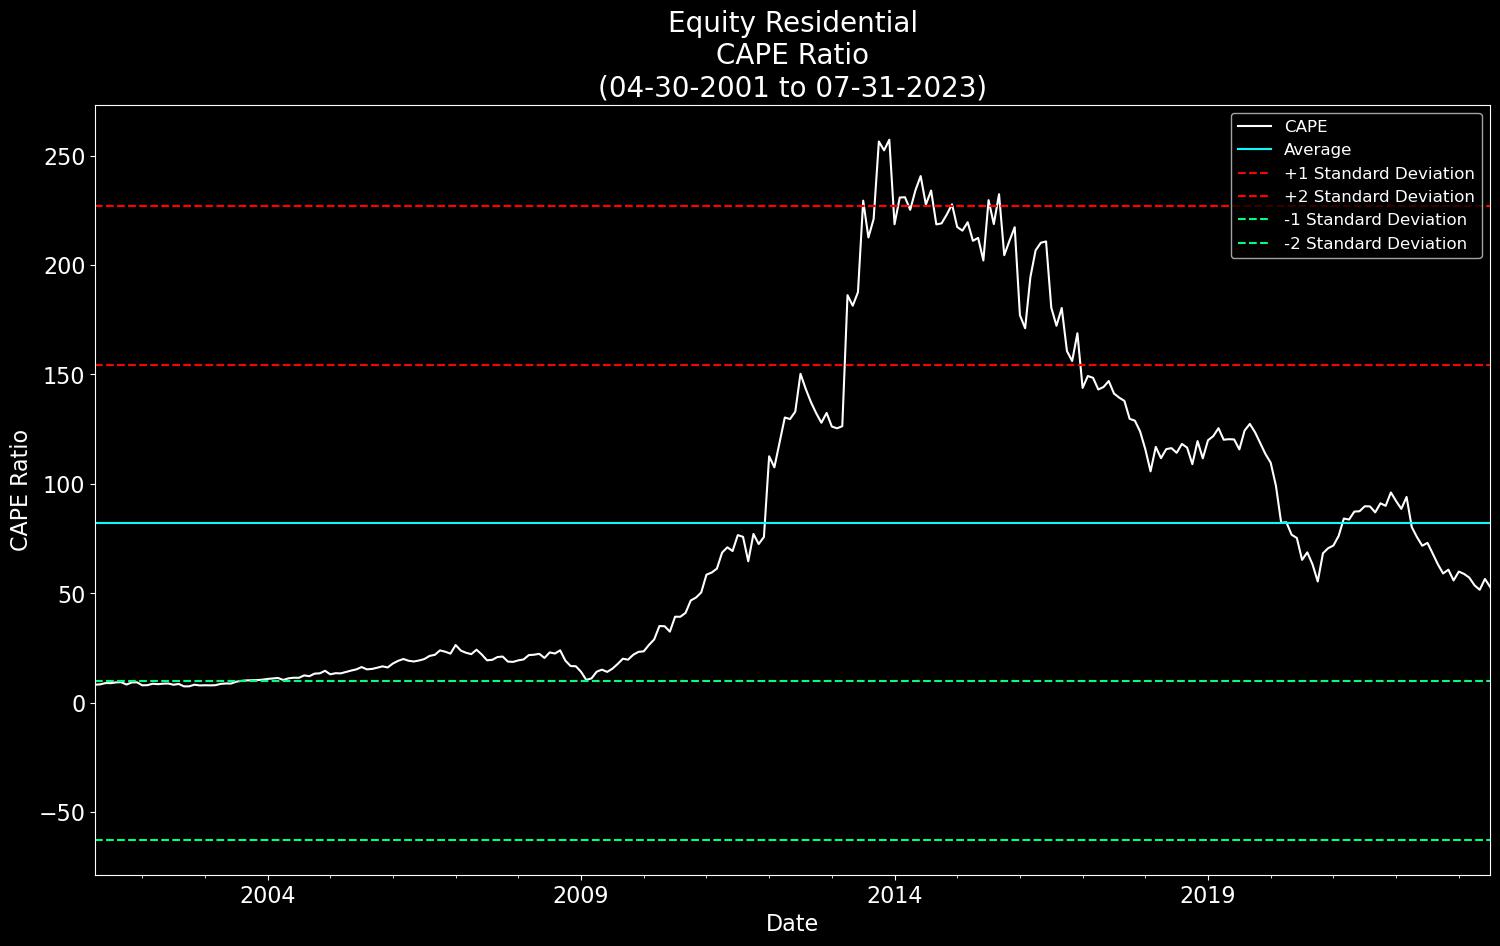 Equity Residential
CAPE Ratio
(04-30-2001 to 07-31-2023)
CAPE
Average
+1 Standard Deviation
+2 Standard Deviation
-1 Standard Deviation
-2 Standard Deviation
250
200
150
100
50
0
−50
CAPE Ratio
2004
2009
2014
2019
Date